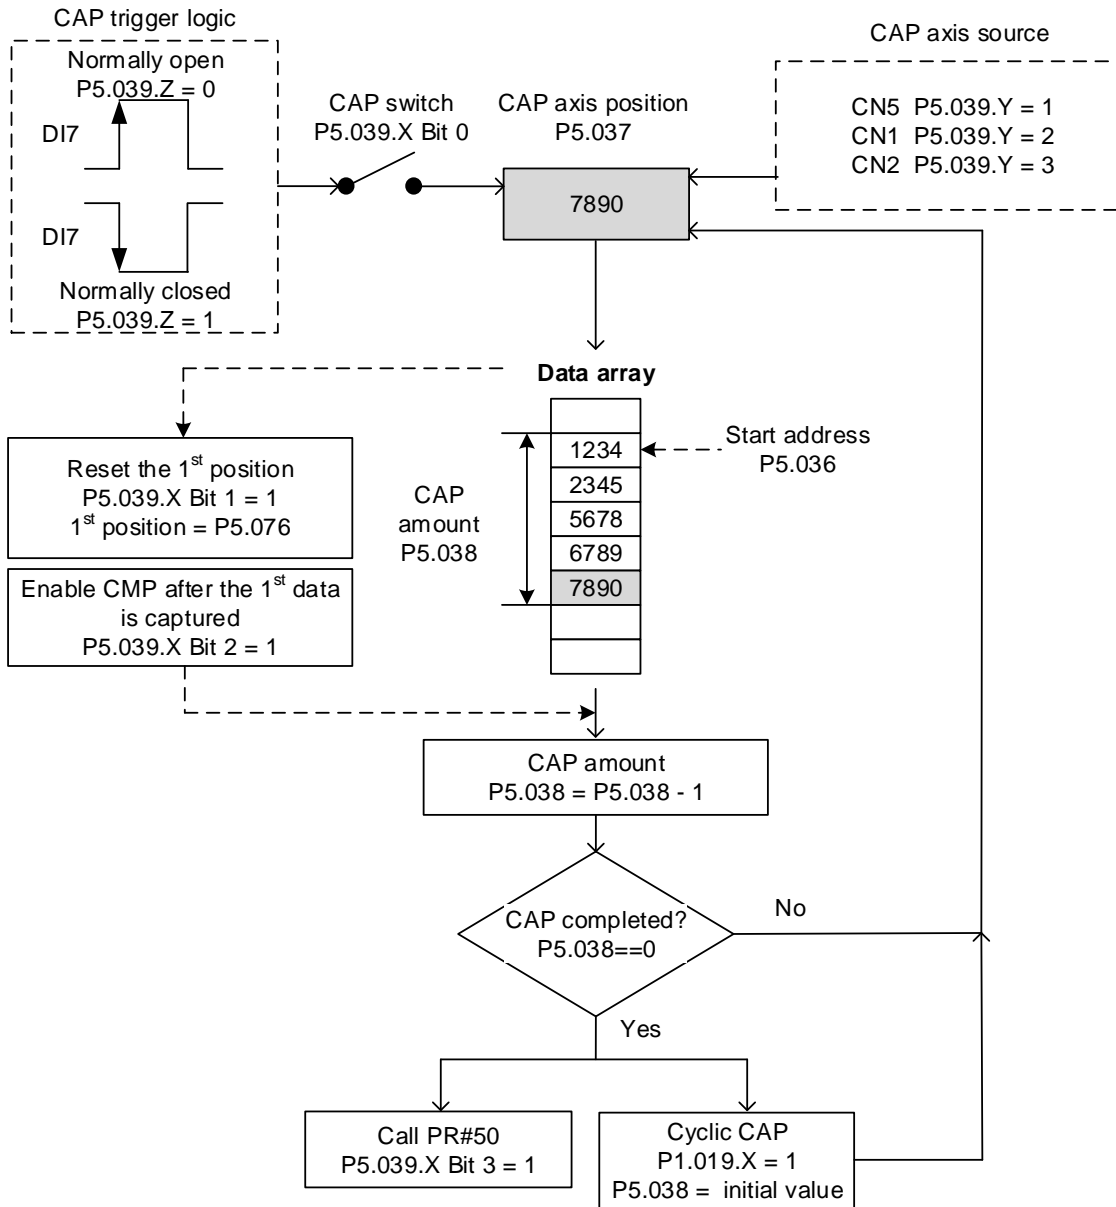 CAP trigger logic
Normally open
P5.039.Z = 0
DI7
DI7
Normally closed
P5.039.Z = 1
CAP switch
P5.039.X Bit 0
CAP axis position
P5.037
7890
CAP axis source
CN5 P5.039.Y = 1
CN1 P5.039.Y = 2
CN2 P5.039.Y = 3
Data array
1234
2345
5678
6789
7890
Start address
P5.036
CAP
amount
P5.038
Reset the 1st position
P5.039.X Bit 1 = 1
1st position = P5.076
Enable CMP after the 1st data
is captured
P5.039.X Bit 2 = 1
CAP amount
P5.038 = P5.038 - 1
CAP completed?
P5.038==0
No
Yes
Call PR#50
P5.039.X Bit 3 = 1
Cyclic CAP
P1.019.X = 1
P5.038 = initial value